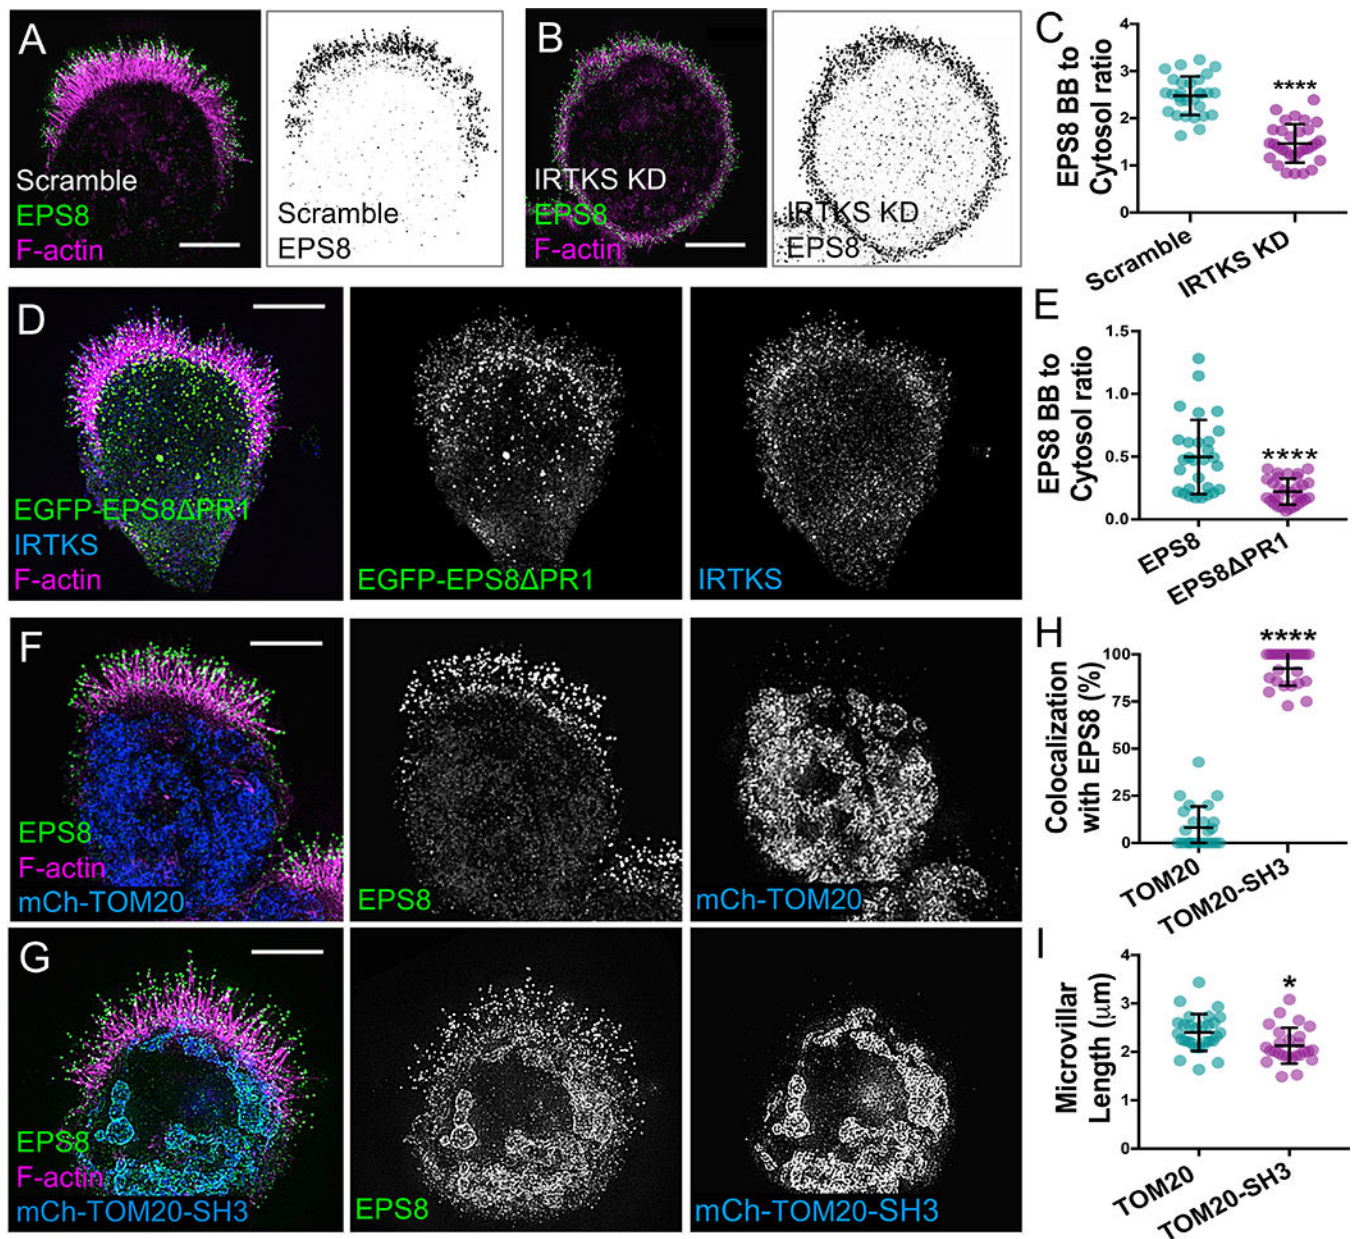 A
Scramble
EPS8
F-actin
Scramble
EPS8
B
IRTKS KD
EPS8
F-actin
IRTKS KD
EPS8
C
EPS8 BB to
Cytosol ratio
4
3
2
1
0
****
Scramble
IRTKS KD
D
EGFP-EPS8ΔPR1
IRTKS
F-actin
EGFP-EPS8ΔPR1
IRTKS
E
EPS8 BB to
Cytosol ratio
1.5
1.0
0.5
0.0
****
EPS8
EPS8ΔPR1
F
EPS8
F-actin
mCh-TOM20
EPS8
mCh-TOM20
H
Colocalization
with EPS8 (%)
100
75
50
25
0
****
TOM20
TOM20-SH3
G
EPS8
F-actin
mCh-TOM20-SH3
EPS8
mCh-TOM20-SH3
I
Microvillar
Length (μm)
4
3
2
1
0
*
TOM20
TOM20-SH3